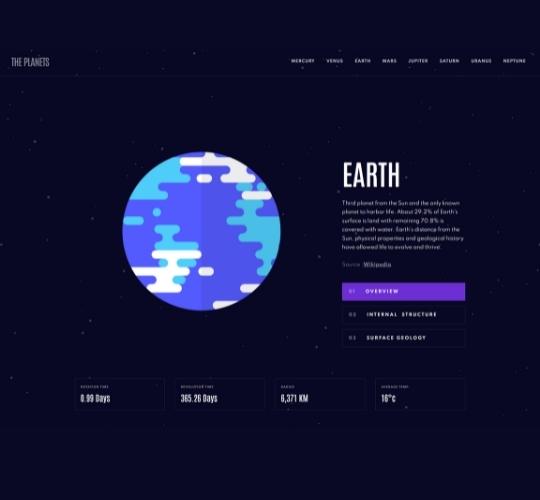 THE PLANETS
MERCURY VENUS EARTH MARS JUPITER SATURN URANUS NEPTUNE
EARTH
Third planet from the Sun and the only known
planet to harbor life. About 29.2% of Earth's
surface is land with remaining 70.8% is
covered with water. Earth's distance from the
Sun, physical properties and geological history
have allowed life to evolve and thrive.
Source : Wikipedia
01 OVERVIEW
02 INTERNAL STRUCTURE
03 SURFACE GEOLOGY
ROTATION TIME REVOLUTION TIME RADIUS AVERAGE TEMP.
0.99 Days 365.26 Days 6,371 KM 16°c